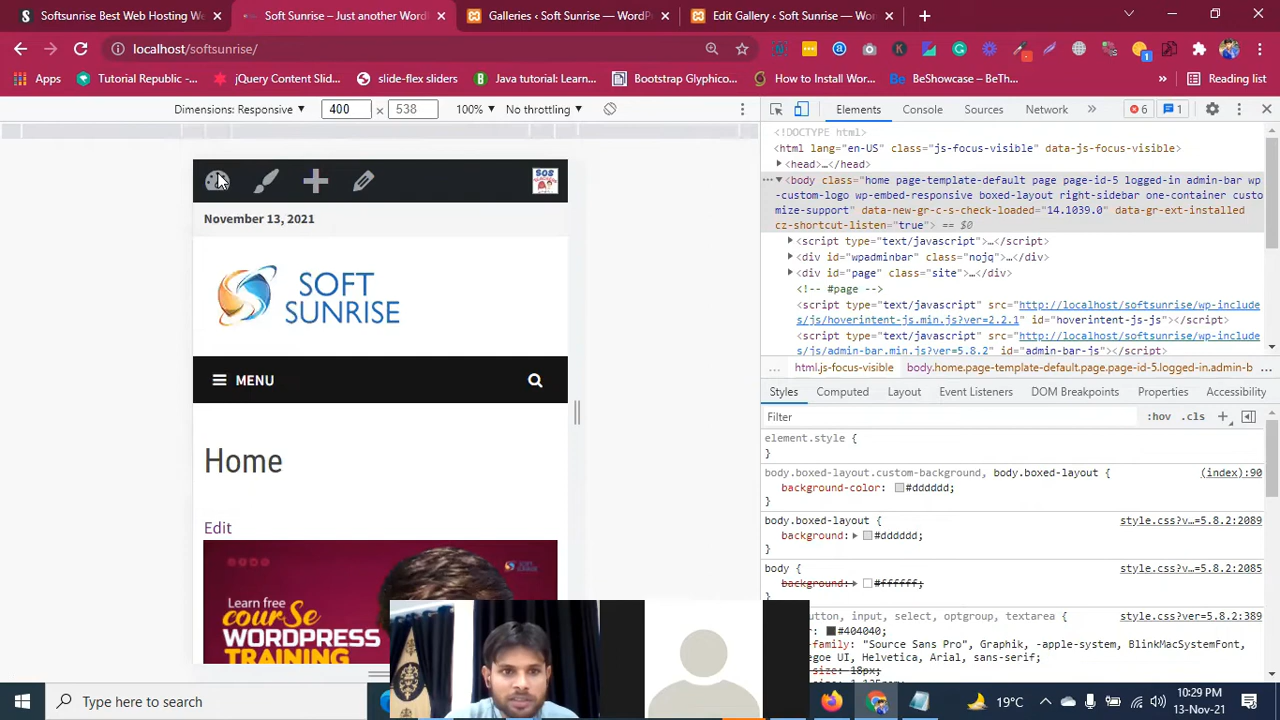 Softsunrise Best Web Hosting We
Soft Sunrise – Just another Word
Galleries ‹ Soft Sunrise — WordP
Edit Gallery ‹ Soft Sunrise — Wor
localhost/softsunrise/
Apps
Tutorial Republic -...
jQuery Content Slid...
slide-flex sliders
Java tutorial: Learn...
Bootstrap Glyphico...
How to Install Wor...
BeShowcase – BeTh...
»
Reading list
Dimensions: Responsive
400
×
538
100%
No throttling
Elements
Console
Sources
Network
»
6
1
<!DOCTYPE html>
<html lang="en-US" class="js-focus-visible" data-js-focus-visible>
<head>…</head>
<body class="home page-template-default page page-id-5 logged-in admin-bar wp
-custom-logo wp-embed-responsive boxed-layout right-sidebar one-container custo
mize-support" data-new-gr-c-s-check-loaded="14.1039.0" data-gr-ext-installed
cz-shortcut-listen="true"> == $0
<script type="text/javascript">…</script>
<div id="wpadminbar" class="nojq">…</div>
<div id="page" class="site">…</div>
<!-- #page -->
<script type="text/javascript" src="http://localhost/softsunrise/wp-include
s/js/hoverintent-js.min.js?ver=2.2.1" id="hoverintent-js-js"></script>
<script type="text/javascript" src="http://localhost/softsunrise/wp-include
s/js/admin-bar.min.js?ver=5.8.2" id="admin-bar-js"></script>
...
html.js-focus-visible
body.home.page-template-default.page.page-id-5.logged-in.admin-b
...
Styles
Computed
Layout
Event Listeners
DOM Breakpoints
Properties
Accessibility
Filter
:hov
.cls
element.style {
}
body.boxed-layout.custom-background, body.boxed-layout {
(index):90
background-color: #dddddd;
}
body.boxed-layout {
style.css?v…=5.8.2:2089
background: #dddddd;
}
body {
style.css?v…=5.8.2:2085
background: #ffffff;
}
button, input, select, optgroup, textarea {
style.css?ver=5.8.2:389
#404040;
"Source Sans Pro", Graphik, -apple-system, BlinkMacSystemFont,
Helvetica, Arial, sans-serif;
18px;
SOS
November 13, 2021
SOFT
SUNRISE
MENU
Home
Edit
Learn free
course
WORDPRESS
TRAINING
Type here to search
19°C
10:29 PM
13-Nov-21